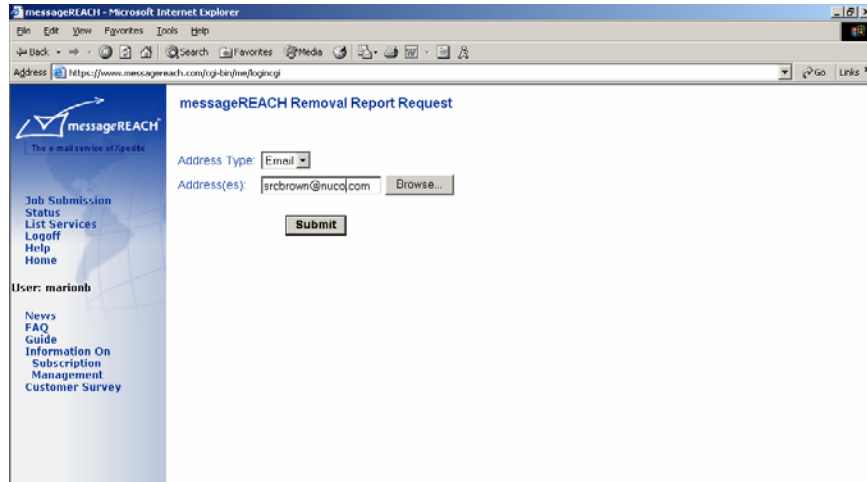 messageREACH - Microsoft Internet Explorer
File Edit View Favorites Tools Help
Back Search Favorites Media
Address https://www.messagereach.com/cgi-bin/me/logincgi Go Links
messageREACH Removal Report Request
messageREACH
The e-mail service of Xpedite
Address Type: Email
Address(es): srcbrown@nuco.com Browse...
Submit
Job Submission
Status
List Services
Logoff
Help
Home
User: marionb
News
FAQ
Guide
Information On
Subscription
Management
Customer Survey